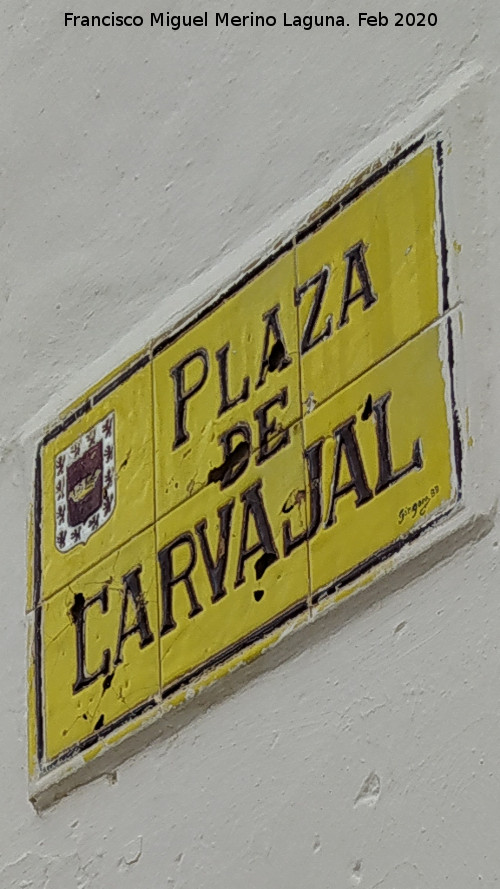 Francisco Miguel Merino Laguna. Feb 2020
PLAZA
DE
CARVAJAL